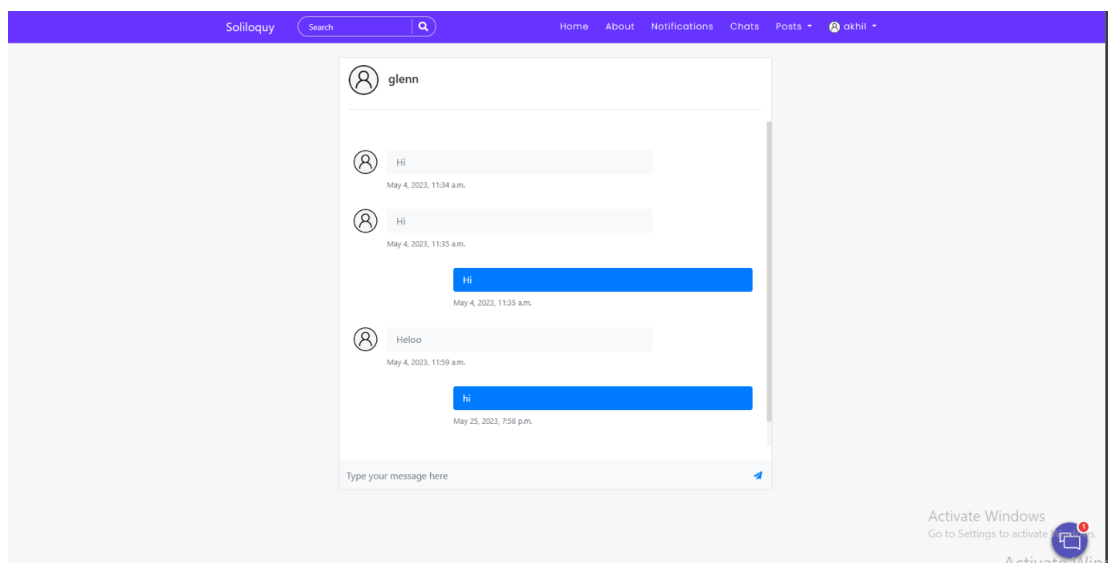 Soliloquy Search Home About Notifications Chats Posts akhil
glenn
Hi
May 4, 2023, 11:34 a.m.
Hi
May 4, 2023, 11:35 a.m.
Hi
May 4, 2023, 11:35 a.m.
Heloo
May 4, 2023, 11:59 a.m.
hi
May 25, 2023, 7:58 p.m.
Type your message here
Activate Windows
1
Go to Settings to activate